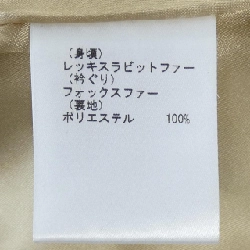 （身頃）
レッキスラビットファー
（衿ぐり）
フォックスファー
（裏地）
ポリエステル　　100%